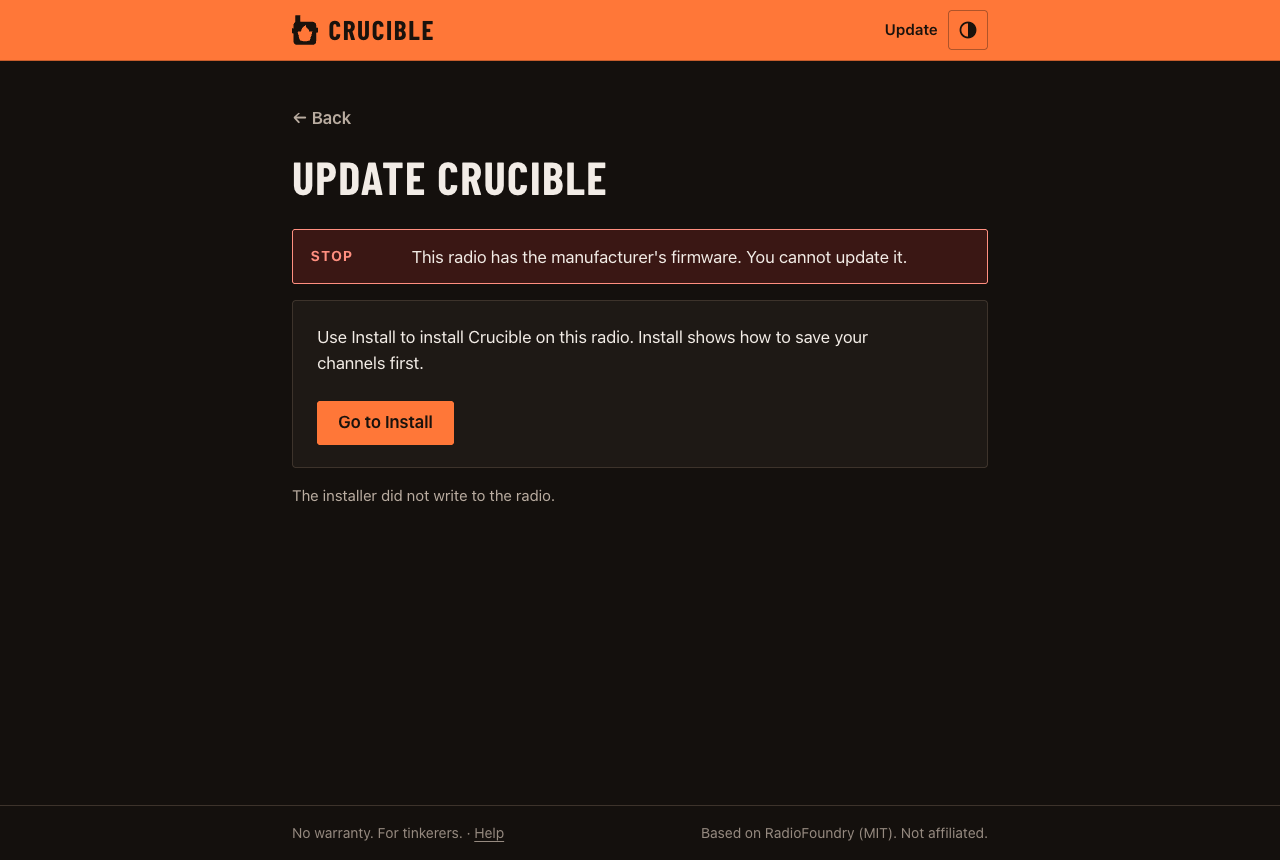 CRUCIBLE
Update
← Back
UPDATE CRUCIBLE
STOP
This radio has the manufacturer's firmware. You cannot update it.
Use Install to install Crucible on this radio. Install shows how to save your
channels first.
Go to Install
The installer did not write to the radio.
No warranty. For tinkerers. · Help
Based on RadioFoundry (MIT). Not affiliated.